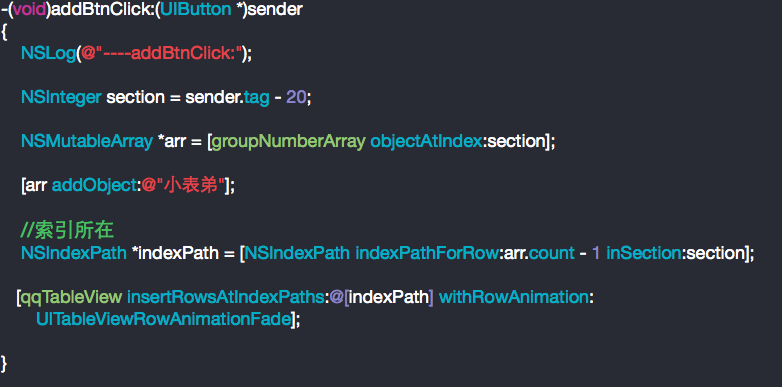 -(void)addBtnClick:(UIButton *)sender
{
NSLog(@"----addBtnClick:");
NSInteger section = sender.tag - 20;
NSMutableArray *arr = [groupNumberArray objectAtIndex:section];
[arr addObject:@"小表弟"];
//索引所在
NSIndexPath *indexPath = [NSIndexPath indexPathForRow:arr.count - 1 inSection:section];
[qqTableView insertRowsAtIndexPaths:@[indexPath] withRowAnimation:
UITableViewRowAnimationFade];
}